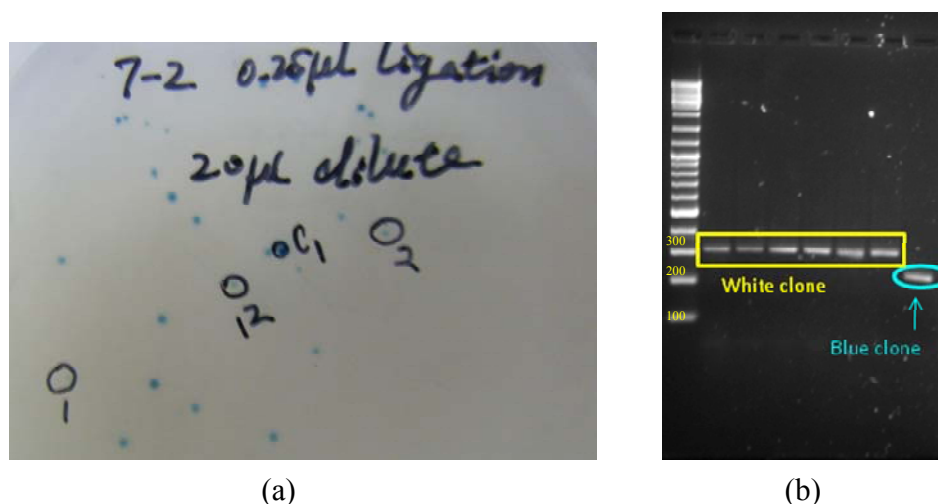 7-2 0.25µl ligation
20µl dilute
C1
2
12
1
(a)
300
200
White clone
100
Blue clone
(b)